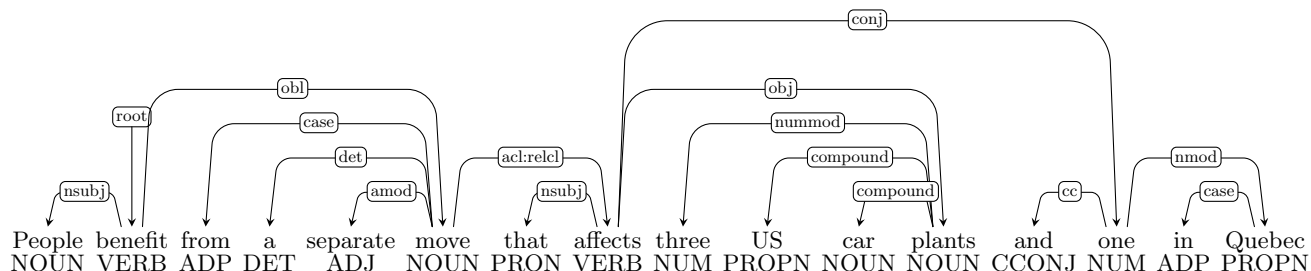 conj
obl obj
root
case nummod
det acl:relcl compound nmod
nsubj amod nsubj compound cc case
People benefit from a separate move that affects three US car plants and one in Quebec
NOUN VERB ADP DET ADJ NOUN PRON VERB NUM PROPN NOUN NOUN CCONJ NUM ADP PROPN